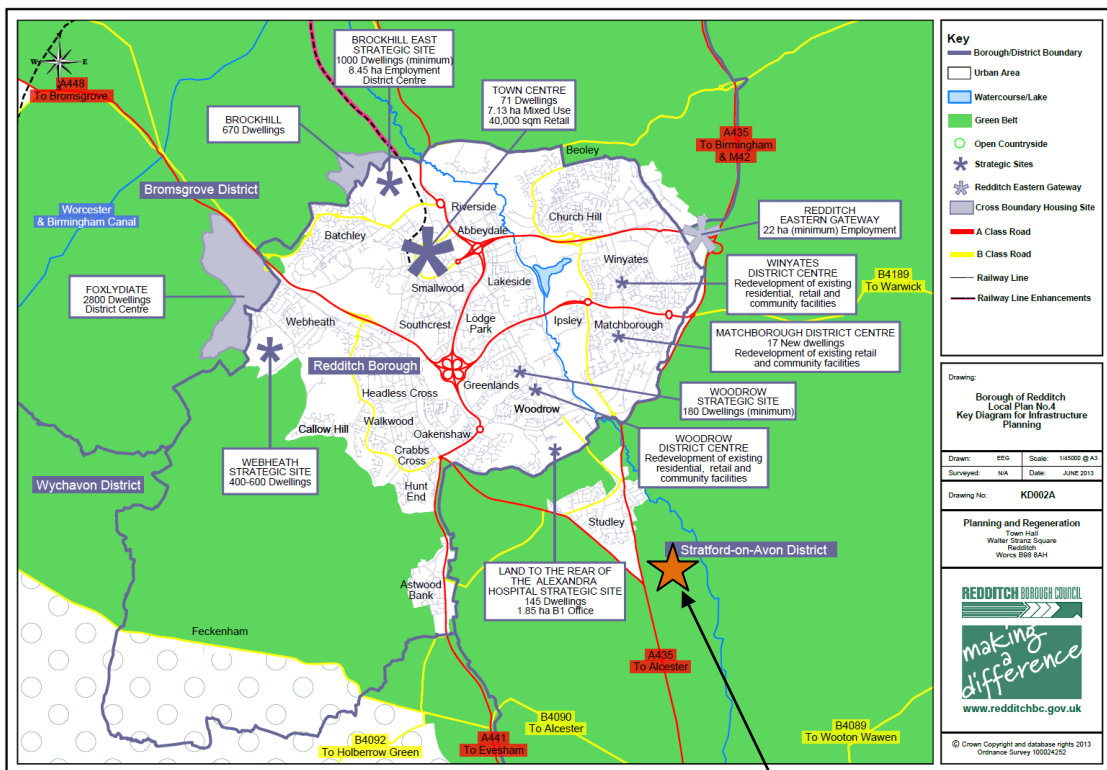 BROCKHILL EAST
STRATEGIC SITE
1000 Dwellings (minimum)
8.45 ha Employment
District Centre
N
W
E
S
A448
To Bromsgrove
TOWN CENTRE
71 Dwellings
7.13 ha Mixed Use
40,000 sqm Retail
BROCKHILL
670 Dwellings
A435
To Birmingham
& M42
Beoley
Bromsgrove District
Worcester
& Birmingham Canal
Riverside
Church Hill
Abbeydale
Batchley
REDDITCH
EASTERN GATEWAY
22 ha (minimum) Employment
Winyates
WINYATES
DISTRICT CENTRE
Redevelopment of existing
residential, retail and
community facilities
B4189
To Warwick
FOXLYDIATE
2800 Dwellings
District Centre
Smallwood
Lakeside
Webheath
Southcrest
Lodge
Park
Ipsley
Matchborough
MATCHBOROUGH DISTRICT CENTRE
17 New dwellings
Redevelopment of existing retail
and community facilities
Redditch Borough
Greenlands
Headless Cross
Woodrow
WOODROW
STRATEGIC SITE
180 Dwellings (minimum)
Callow Hill
Walkwood
Oakenshaw
Crabbs
Cross
WOODROW
DISTRICT CENTRE
Redevelopment of existing
residential, retail and
community facilities
WEBHEATH
STRATEGIC SITE
400-600 Dwellings
Wychavon District
Hunt
End
Studley
Stratford-on-Avon District
LAND TO THE REAR OF
THE ALEXANDRA
HOSPITAL STRATEGIC SITE
145 Dwellings
1.85 ha B1 Office
Astwood
Bank
Feckenham
A435
To Alcester
B4090
To Alcester
B4092
To Holberrow Green
A441
To Evesham
B4089
To Wooton Wawen
Key
Borough/District Boundary
Urban Area
Watercourse/Lake
Green Belt
Open Countryside
Strategic Sites
Redditch Eastern Gateway
Cross Boundary Housing Site
A Class Road
B Class Road
Railway Line
Railway Line Enhancements
Drawing:
Borough of Redditch
Local Plan No.4
Key Diagram for Infrastructure
Planning
Drawn: EEG Scale: 1/45000 @ A3
Surveyed: N/A Date: JUNE 2013
Drawing No: KD002A
Planning and Regeneration
Town Hall
Walter Stranz Square
Redditch
Worcs B98 8AH
REDDITCH BOROUGH COUNCIL
making
a
difference
www.redditchbc.gov.uk
© Crown Copyright and database rights 2013
Ordnance Survey 100024252